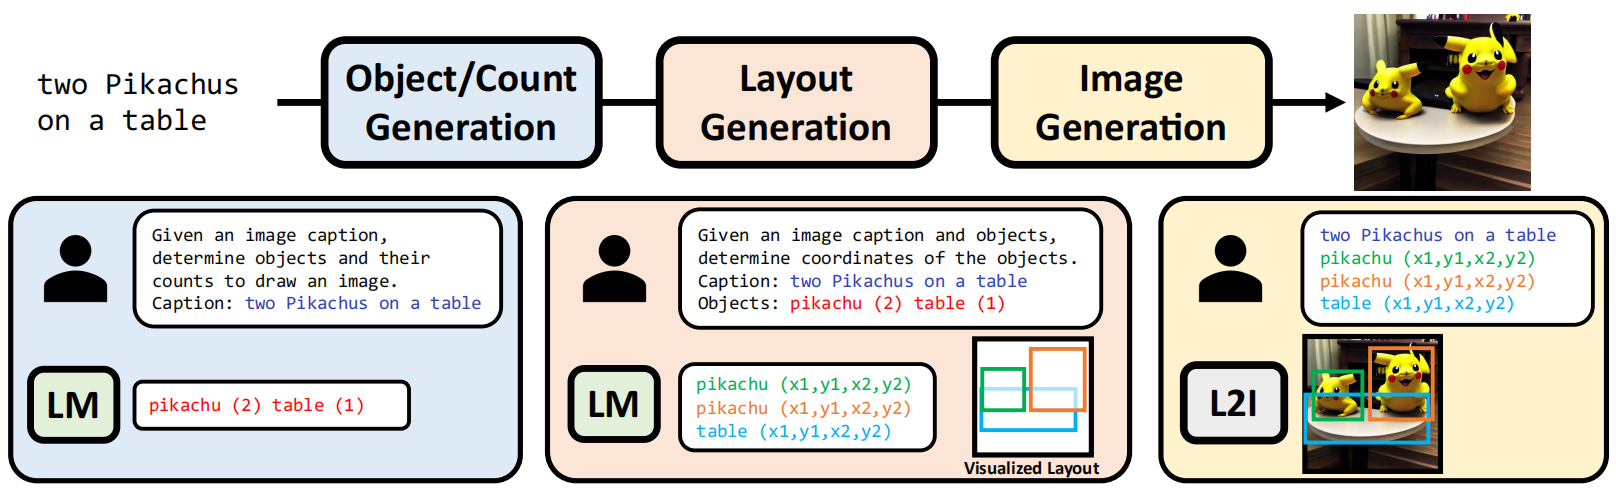 two Pikachus
on a table
Object/Count
Generation
Layout
Generation
Image
Generation
Given an image caption,
determine objects and their
counts to draw an image.
Caption: two Pikachus on a table
LM
pikachu (2) table (1)
Given an image caption and objects,
determine coordinates of the objects.
Caption: two Pikachus on a table
Objects: pikachu (2) table (1)
LM
pikachu (x1,y1,x2,y2)
pikachu (x1,y1,x2,y2)
table (x1,y1,x2,y2)
Visualized Layout
two Pikachus on a table
pikachu (x1,y1,x2,y2)
pikachu (x1,y1,x2,y2)
table (x1,y1,x2,y2)
L2I